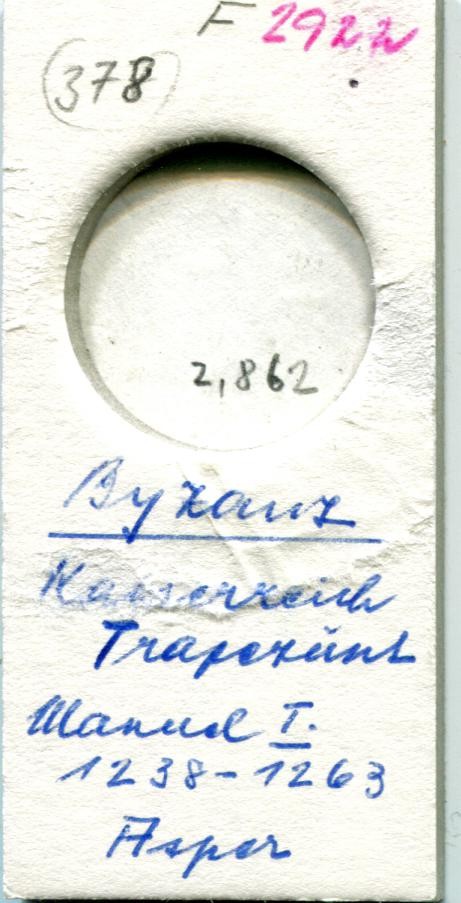 F 2922
378
2,862
Byzanz
Kaiserreich
Trapezunt
Manuel I.
1238-1263
Asper